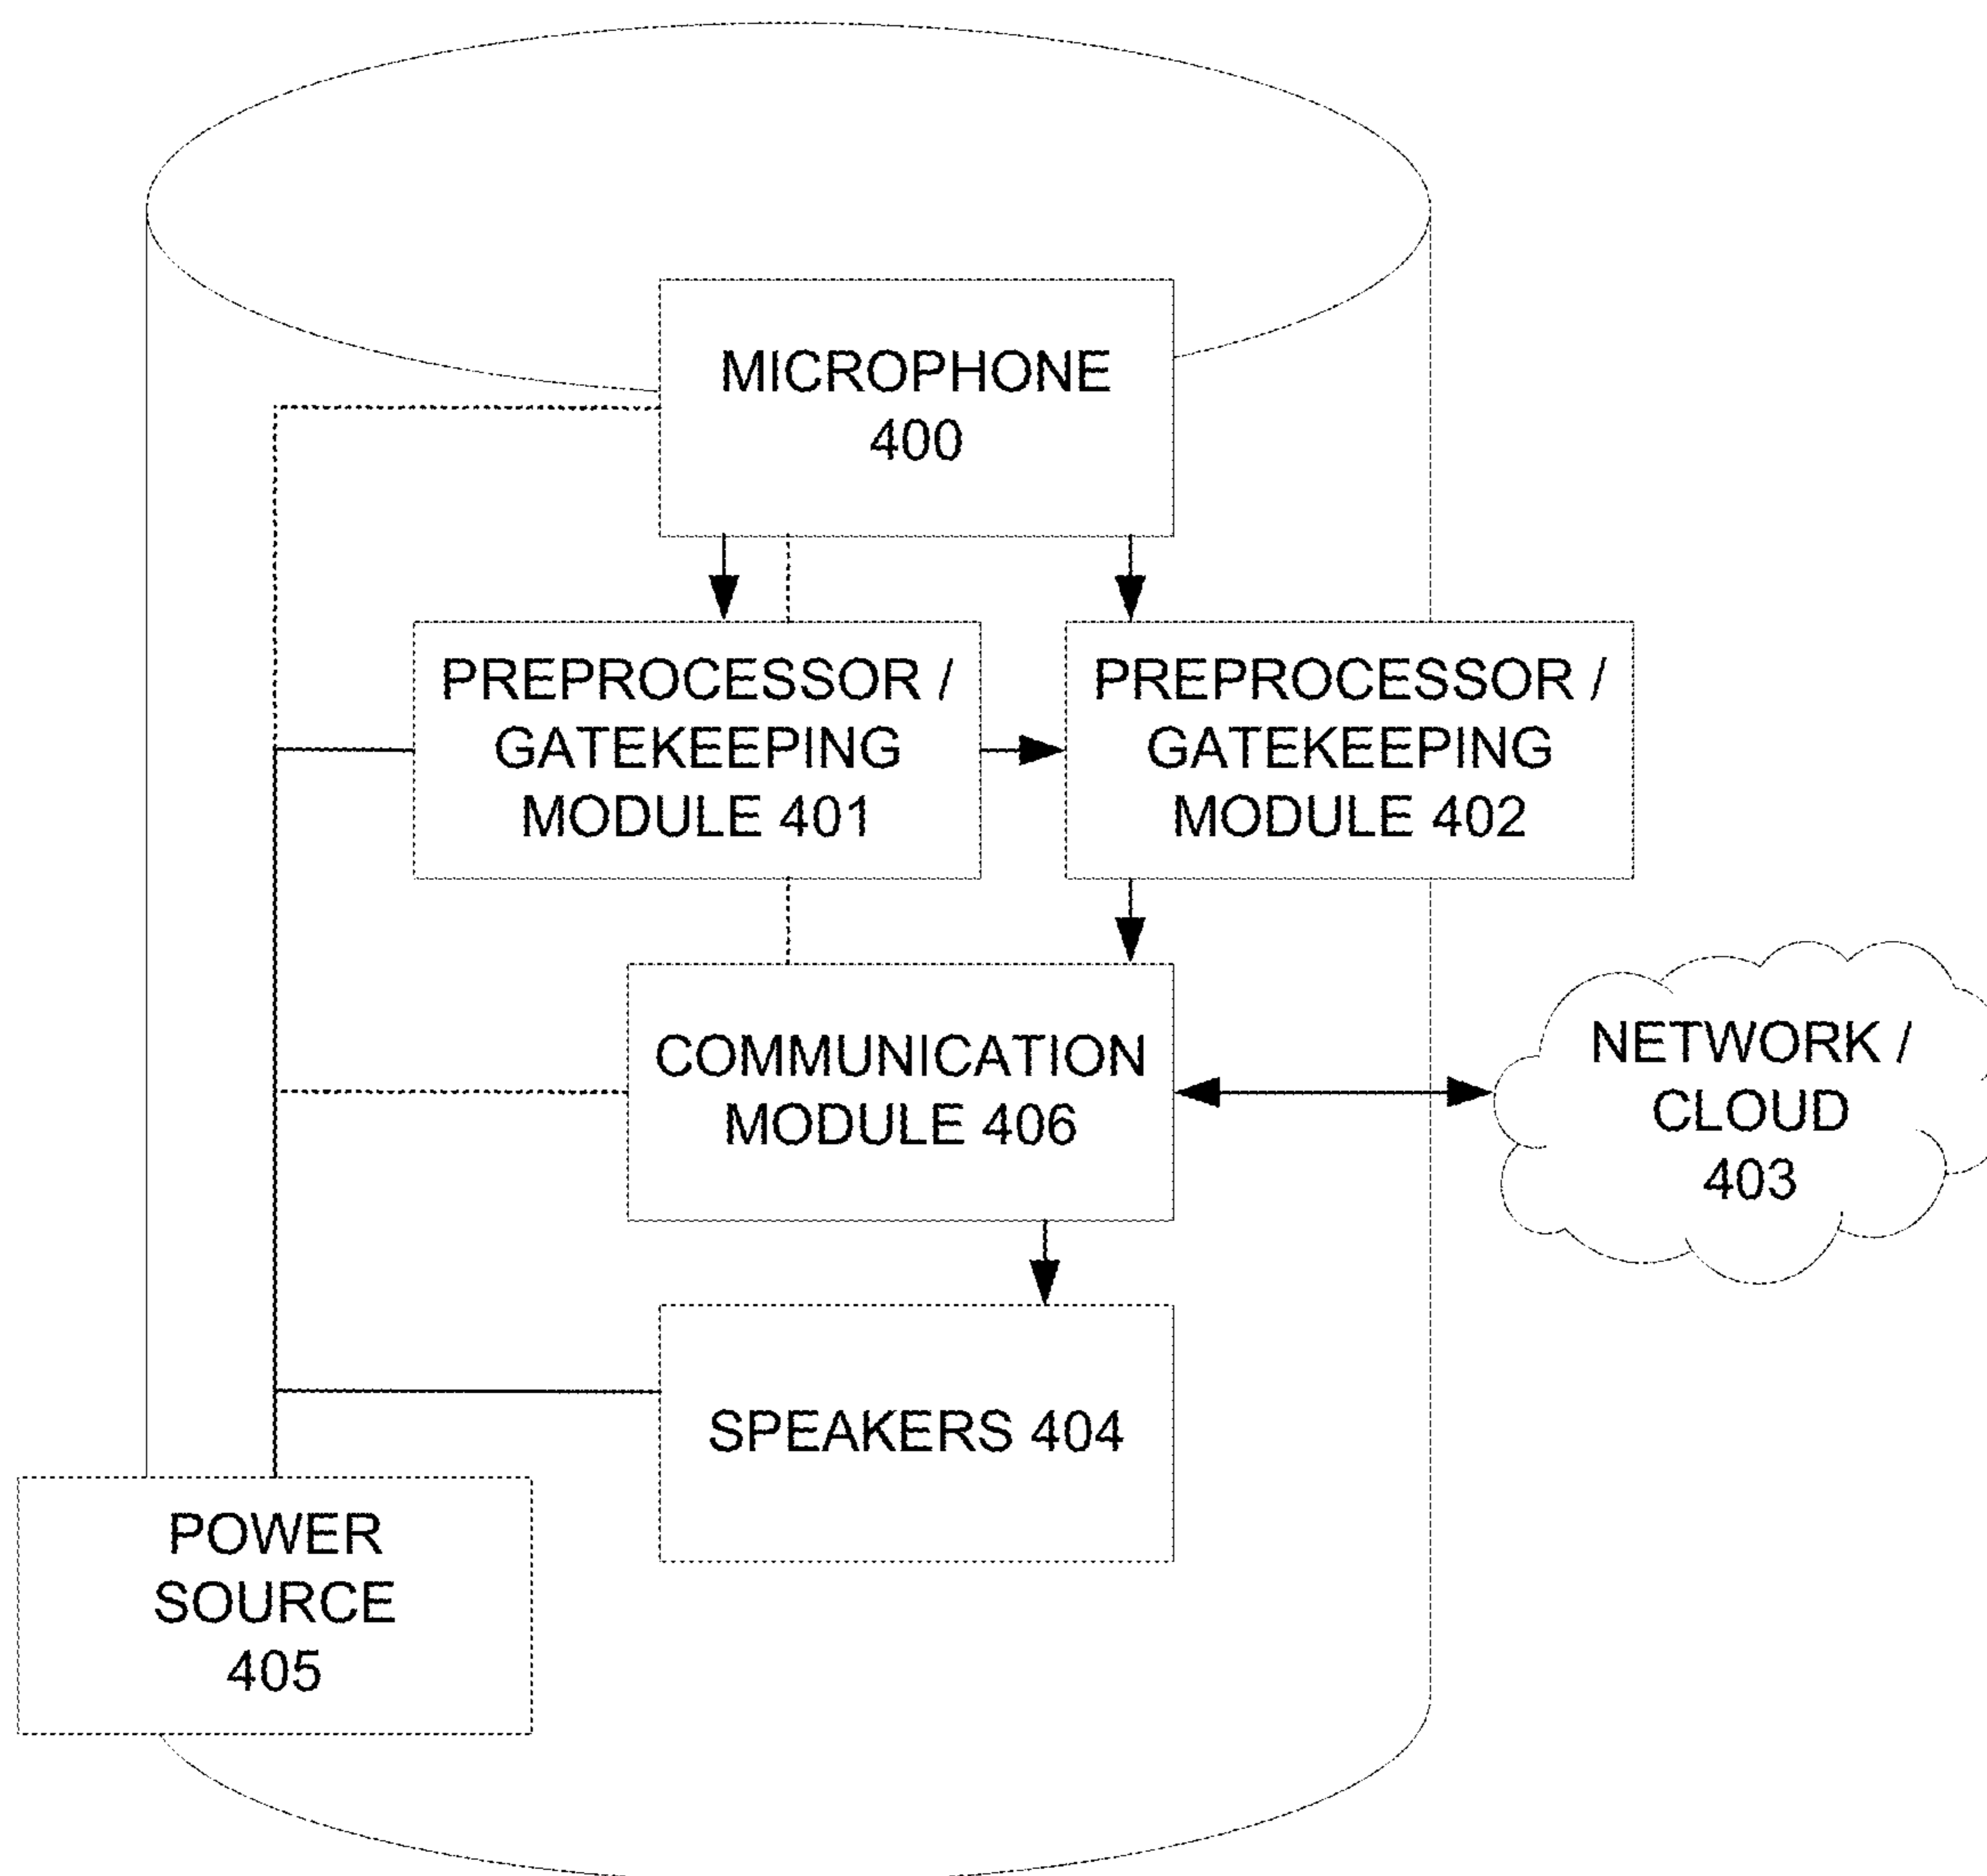 MICROPHONE
400
PREPROCESSOR /
GATEKEEPING
MODULE 401
PREPROCESSOR /
GATEKEEPING
MODULE 402
COMMUNICATION
MODULE 406
NETWORK /
CLOUD
403
SPEAKERS 404
POWER
SOURCE
405